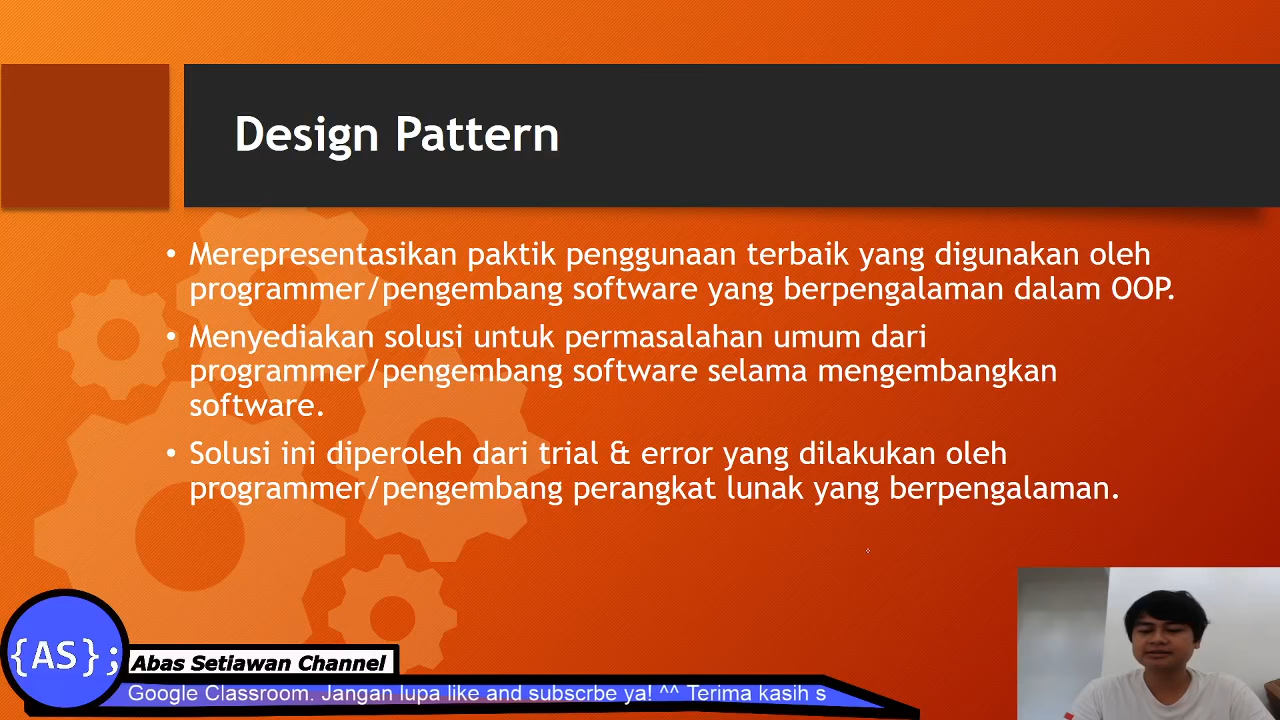 Design Pattern
• Merepresentasikan paktik penggunaan terbaik yang digunakan oleh
programmer/pengembang software yang berpengalaman dalam OOP.
• Menyediakan solusi untuk permasalahan umum dari
programmer/pengembang software selama mengembangkan
software.
• Solusi ini diperoleh dari trial & error yang dilakukan oleh
programmer/pengembang perangkat lunak yang berpengalaman.
{AS};
Abas Setiawan Channel
Google Classroom. Jangan lupa like and subscrbe ya! ^^ Terima kasih s